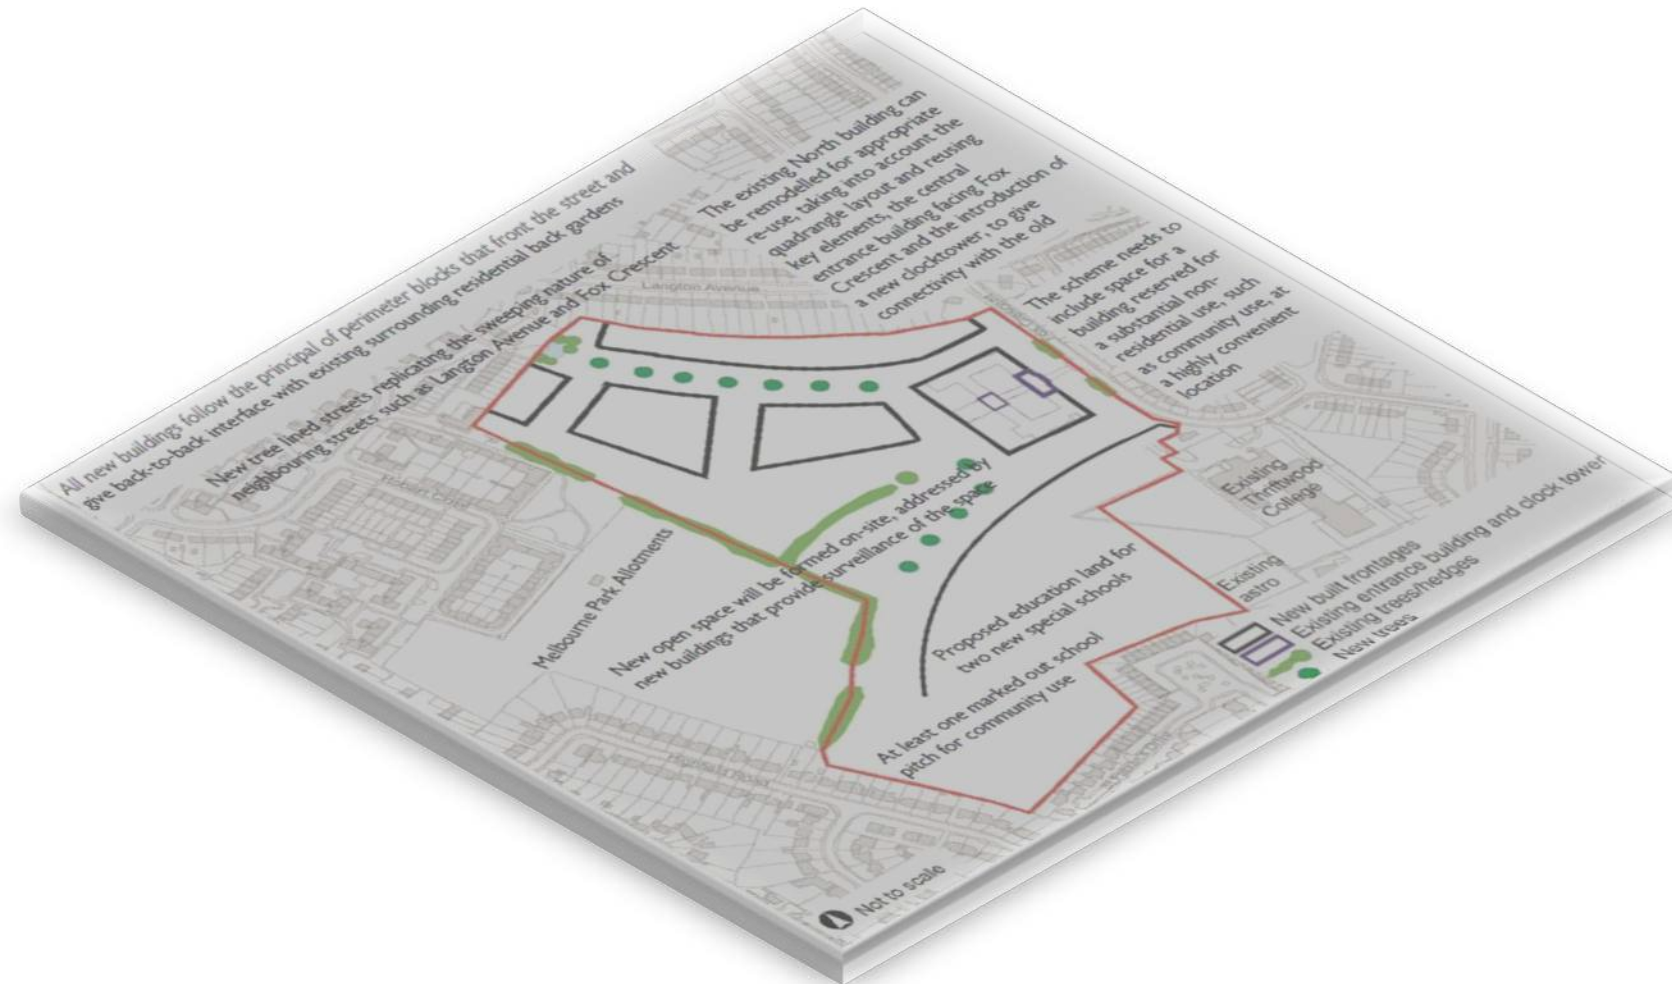 All new buildings follow the principal of perimeter blocks that front the street and
give back-to-back interface with existing surrounding residential back gardens
New tree lined streets replicating the sweeping nature of
neighbouring streets such as Langton Avenue and Fox Crescent
The existing North building can
be remodelled for appropriate
re-use, taking into account the
quadrangle layout and reusing
key elements, the central
entrance building facing Fox
Crescent and the introduction of
a new clocktower, to give
connectivity with the old
Langton Avenue
The scheme needs to
include space for a
building reserved for
a substantial non-
residential use, such
as community use, at
a highly convenient
location
Existing
Thriftwood
College
Existing
astro
Melbourne Park Allotments
New open space will be formed on-site, addressed by
new buildings that provide surveillance of the space
Proposed education land for
two new special schools
At least one marked out school
pitch for community use
Highfield Road
New built frontages
Existing entrance building and clock tower
Existing trees/hedges
New trees
Not to scale